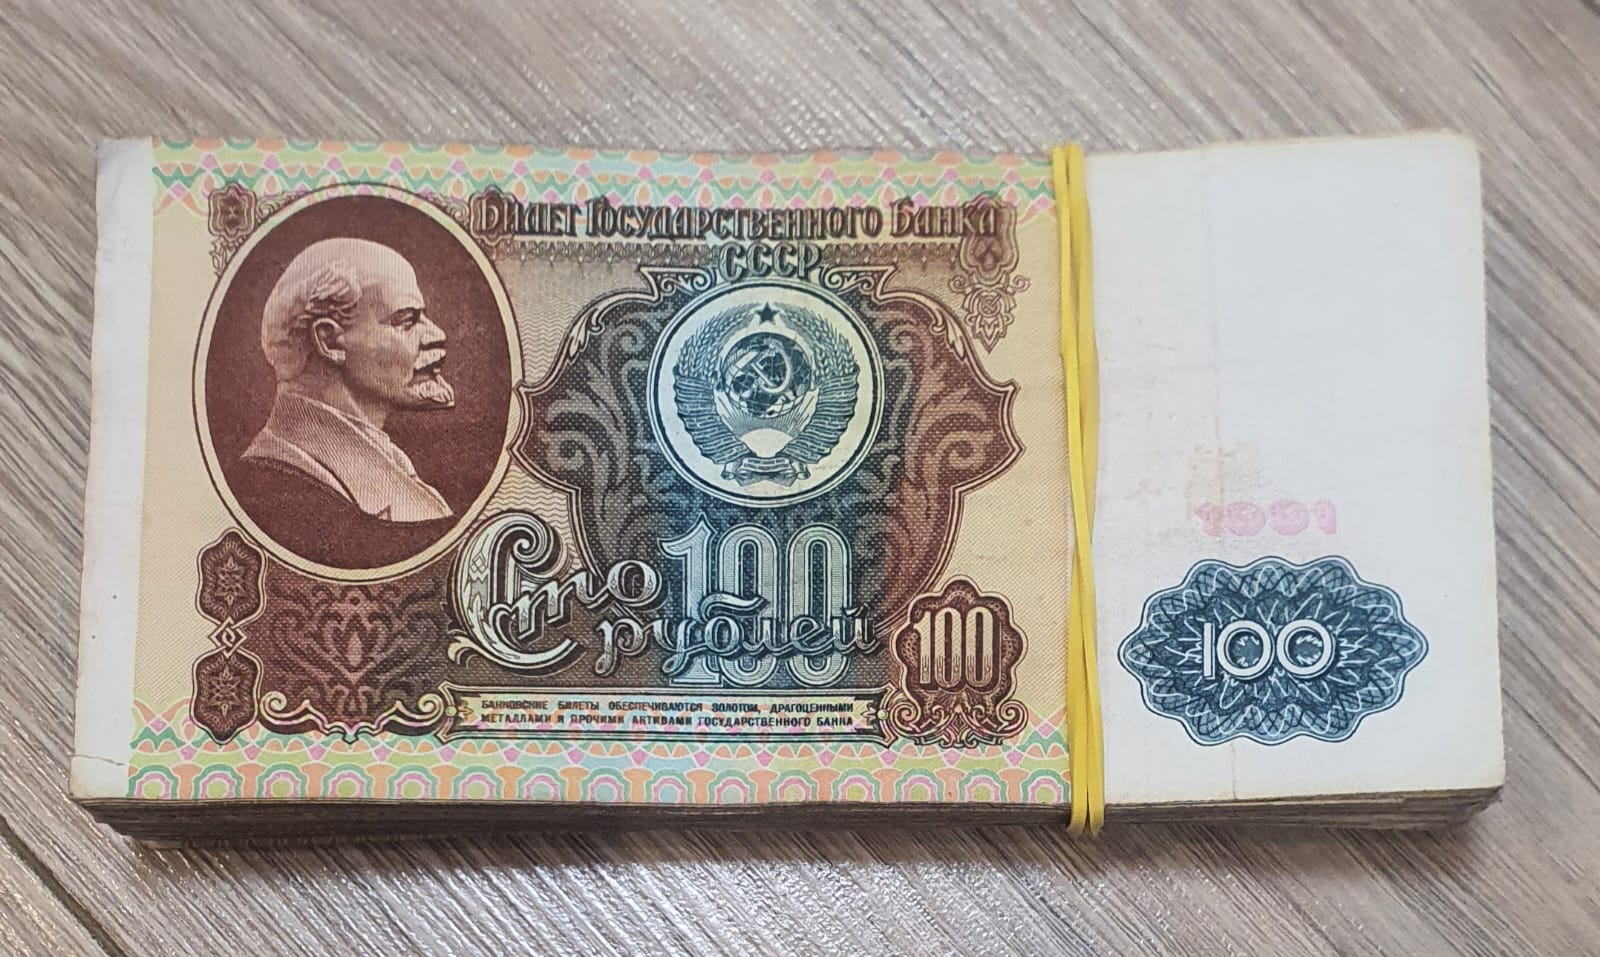 Билет Государственного Банка
СССР
100
Сто
рублей
100
БАНКОВСКИЕ БИЛЕТЫ ОБЕСПЕЧИВАЮТСЯ ЗОЛОТОМ, ДРАГОЦЕННЫМИ
МЕТАЛЛАМИ И ПРОЧИМИ АКТИВАМИ ГОСУДАРСТВЕННОГО БАНКА
1991
100